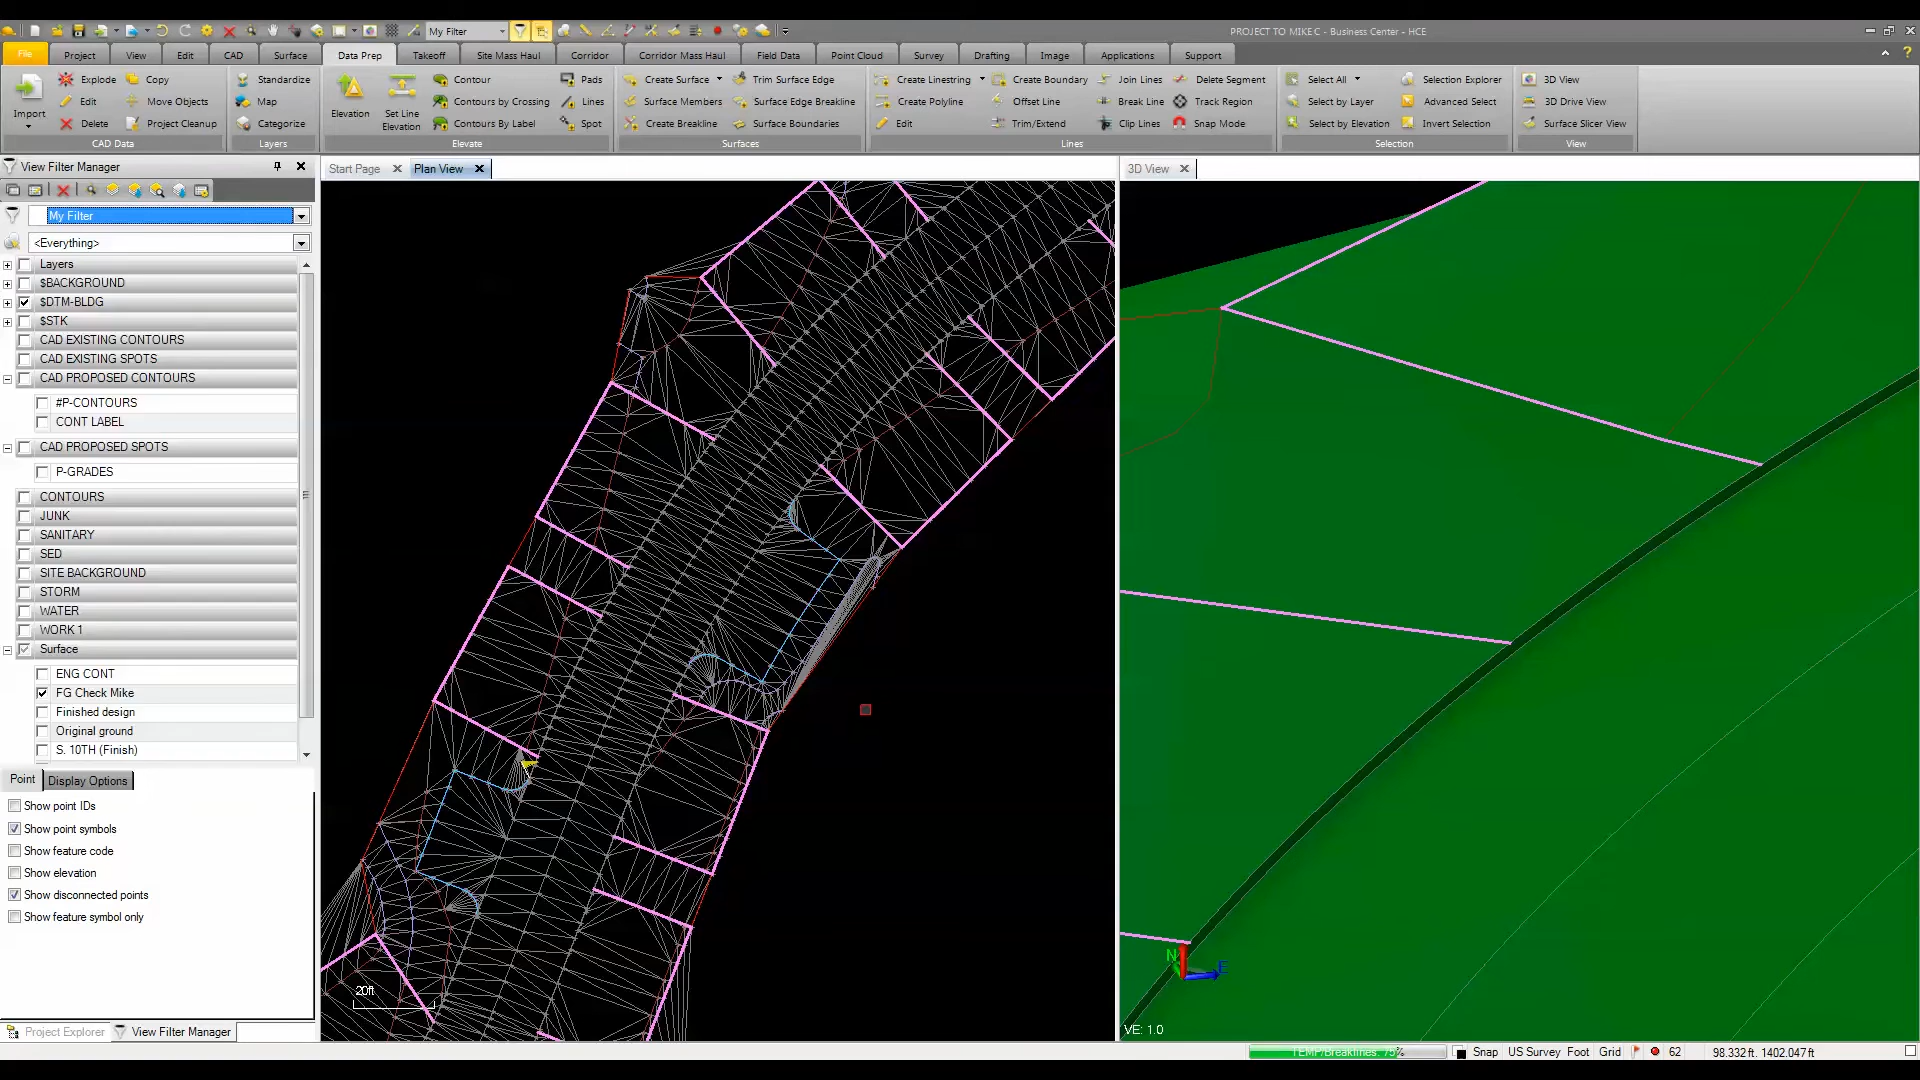 My Filter
PROJECT TO MIKE C - Business Center - HCE
File Project View Edit CAD Surface Data Prep Takeoff Site Mass Haul Corridor Corridor Mass Haul Field Data Point Cloud Survey Drafting Image Applications Support
Import
Explode
Edit
Delete
Copy
Move Objects
Project Cleanup
CAD Data
Standardize
Map
Categorize
Layers
Elevation
Set Line
Elevation
Contour
Contours by Crossing
Contours By Label
Pads
Lines
Spot
Elevate
Create Surface
Surface Members
Create Breakline
Trim Surface Edge
Surface Edge Breakline
Surface Boundaries
Surfaces
Create Linestring
Create Polyline
Edit
Create Boundary
Offset Line
Trim/Extend
Join Lines
Break Line
Clip Lines
Delete Segment
Track Region
Snap Mode
Lines
Select All
Select by Layer
Select by Elevation
Selection Explorer
Advanced Select
Invert Selection
Selection
3D View
3D Drive View
Surface Slicer View
View
View Filter Manager
My Filter
<Everything>
Layers
$BACKGROUND
$DTM-BLDG
$STK
CAD EXISTING CONTOURS
CAD EXISTING SPOTS
CAD PROPOSED CONTOURS
#P-CONTOURS
CONT LABEL
CAD PROPOSED SPOTS
P-GRADES
CONTOURS
JUNK
SANITARY
SED
SITE BACKGROUND
STORM
WATER
WORK 1
Surface
ENG CONT
FG Check Mike
Finished design
Original ground
S. 10TH (Finish)
Point Display Options
Show point IDs
Show point symbols
Show feature code
Show elevation
Show disconnected points
Show feature symbol only
Project Explorer View Filter Manager
Start Page Plan View
20ft
3D View
N
E
VE: 1.0
TEMP/Breaklines: 75%
Snap US Survey Foot Grid 62 98.332 ft. 1402.047 ft